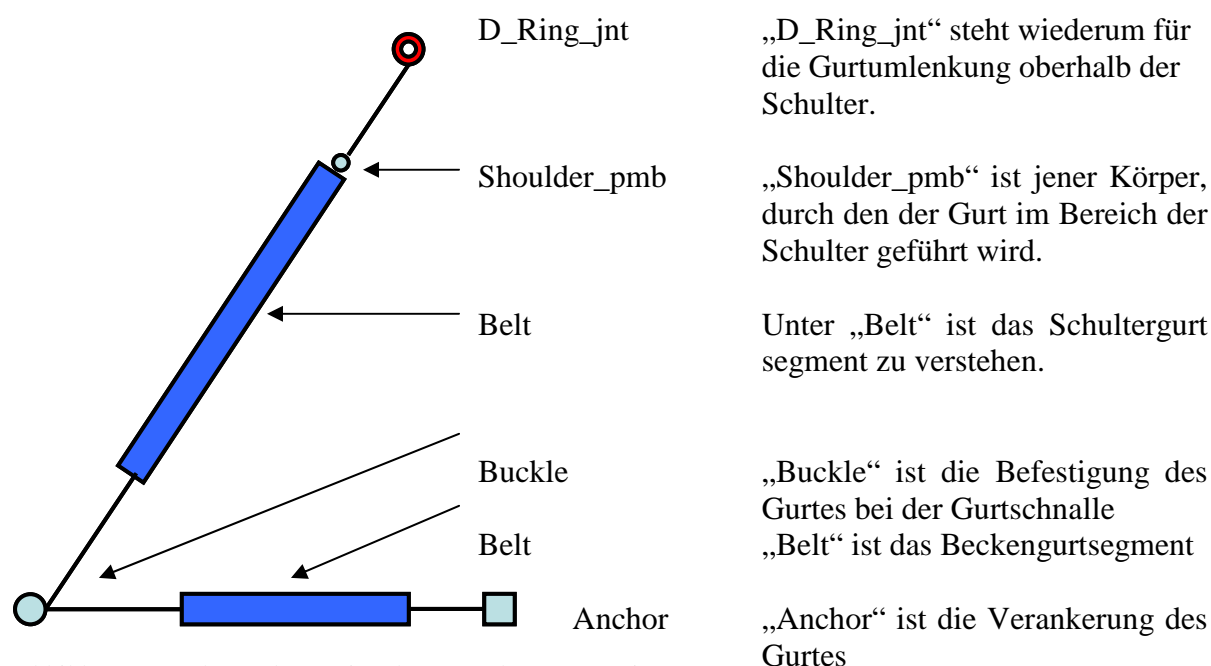 D_Ring_jnt „D_Ring_jnt“ steht wiederum für
die Gurtumlenkung oberhalb der
Schulter.
Shoulder_pmb „Shoulder_pmb“ ist jener Körper,
durch den der Gurt im Bereich der
Schulter geführt wird.
Belt Unter „Belt“ ist das Schultergurt
segment zu verstehen.
Buckle „Buckle“ ist die Befestigung des
Gurtes bei der Gurtschnalle
Belt „Belt“ ist das Beckengurtsegment
Anchor „Anchor“ ist die Verankerung des
Gurtes